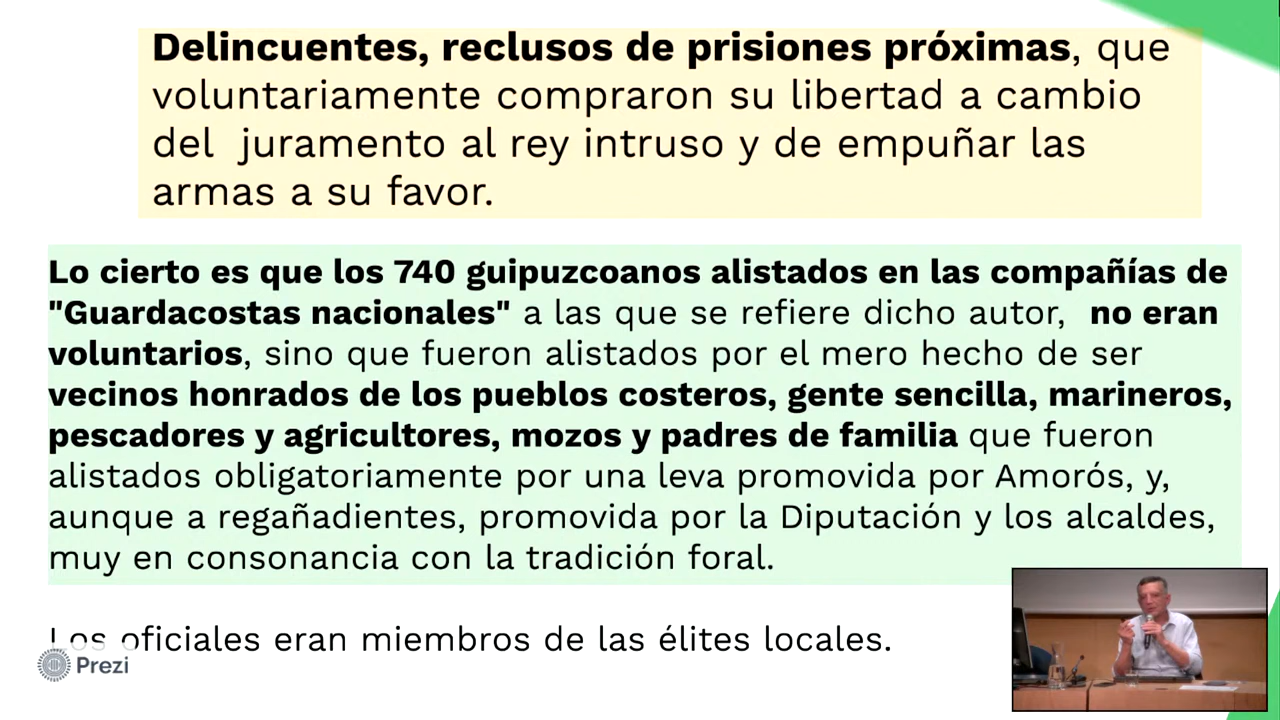 Delincuentes, reclusos de prisiones próximas, que
voluntariamente compraron su libertad a cambio
del juramento al rey intruso y de empuñar las
armas a su favor.
Lo cierto es que los 740 guipuzcoanos alistados en las compañías de
"Guardacostas nacionales" a las que se refiere dicho autor, no eran
voluntarios, sino que fueron alistados por el mero hecho de ser
vecinos honrados de los pueblos costeros, gente sencilla, marineros,
pescadores y agricultores, mozos y padres de familia que fueron
alistados obligatoriamente por una leva promovida por Amorós, y,
aunque a regañadientes, promovida por la Diputación y los alcaldes,
muy en consonancia con la tradición foral.
Los oficiales eran miembros de las élites locales.
Prezi